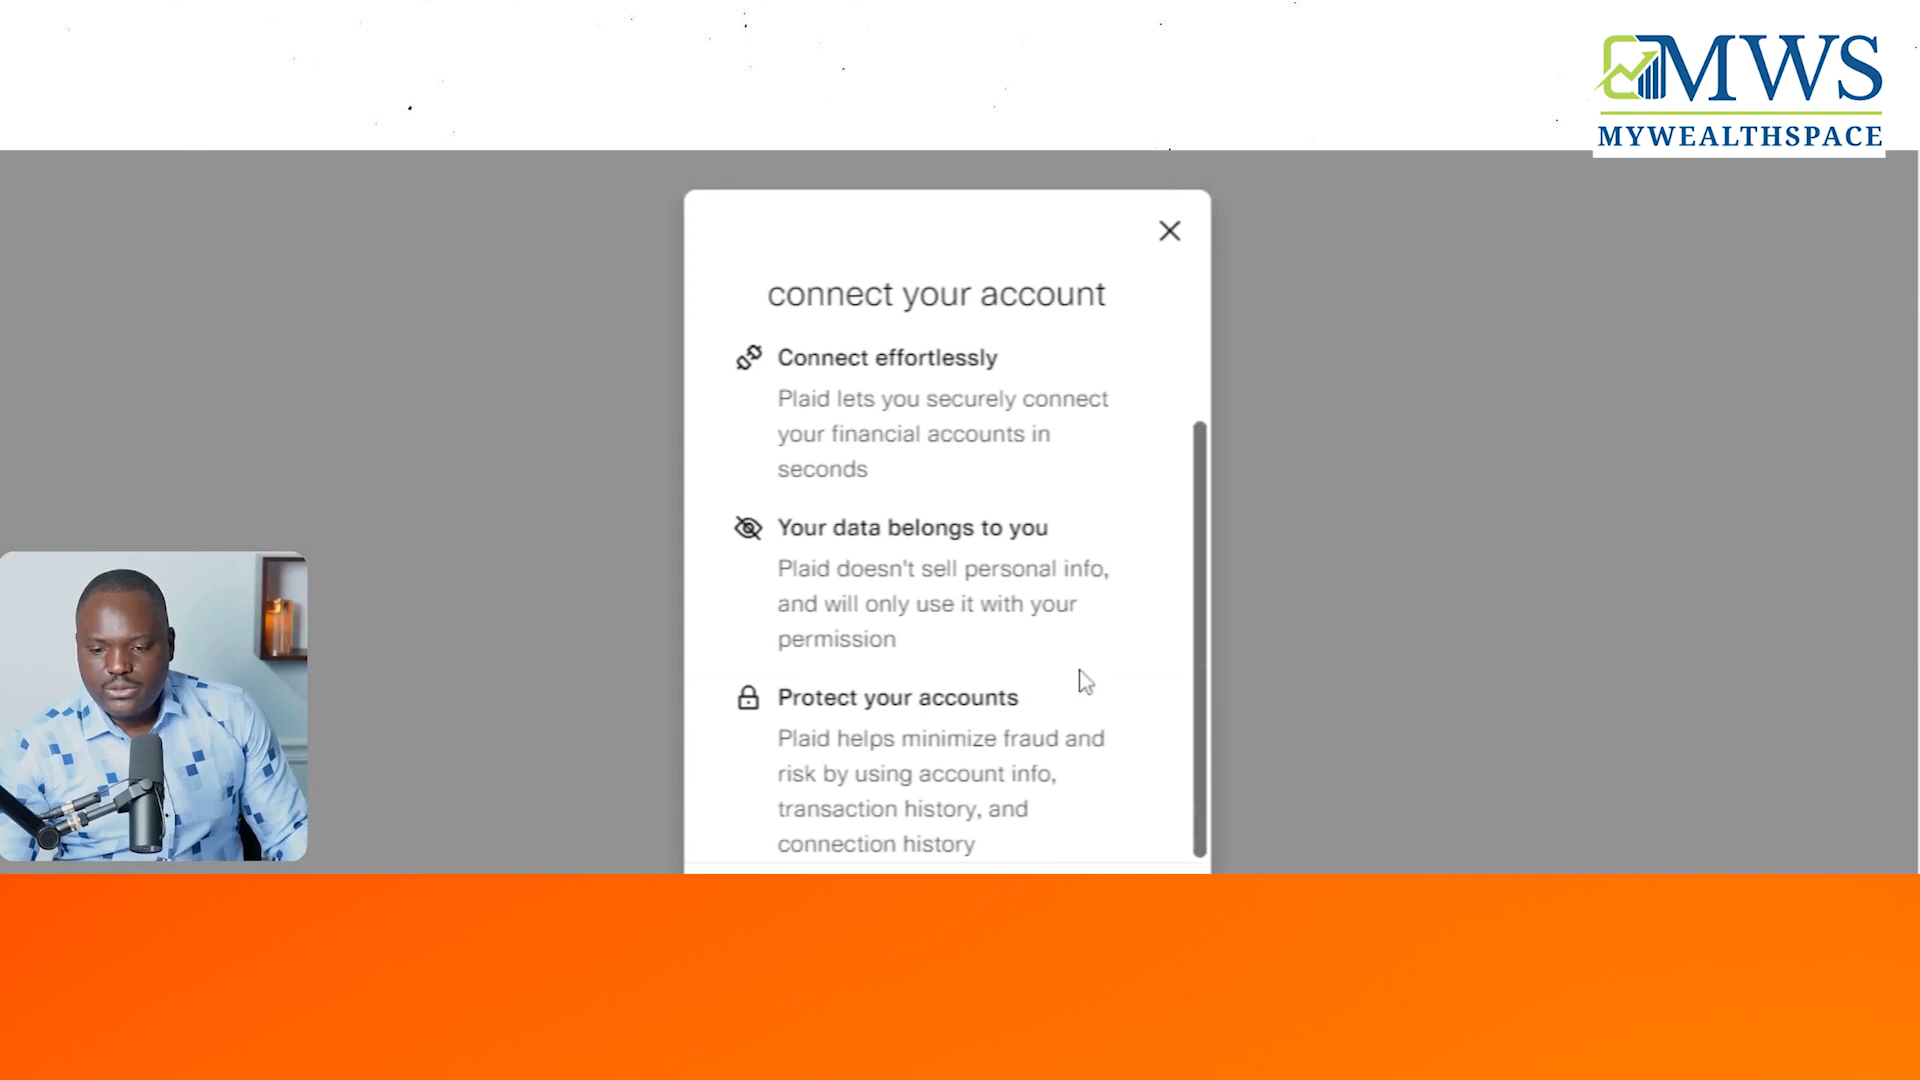 MWS
MYWEALTHSPACE
connect your account
Connect effortlessly
Plaid lets you securely connect
your financial accounts in
seconds
Your data belongs to you
Plaid doesn't sell personal info,
and will only use it with your
permission
Protect your accounts
Plaid helps minimize fraud and
risk by using account info,
transaction history, and
connection history